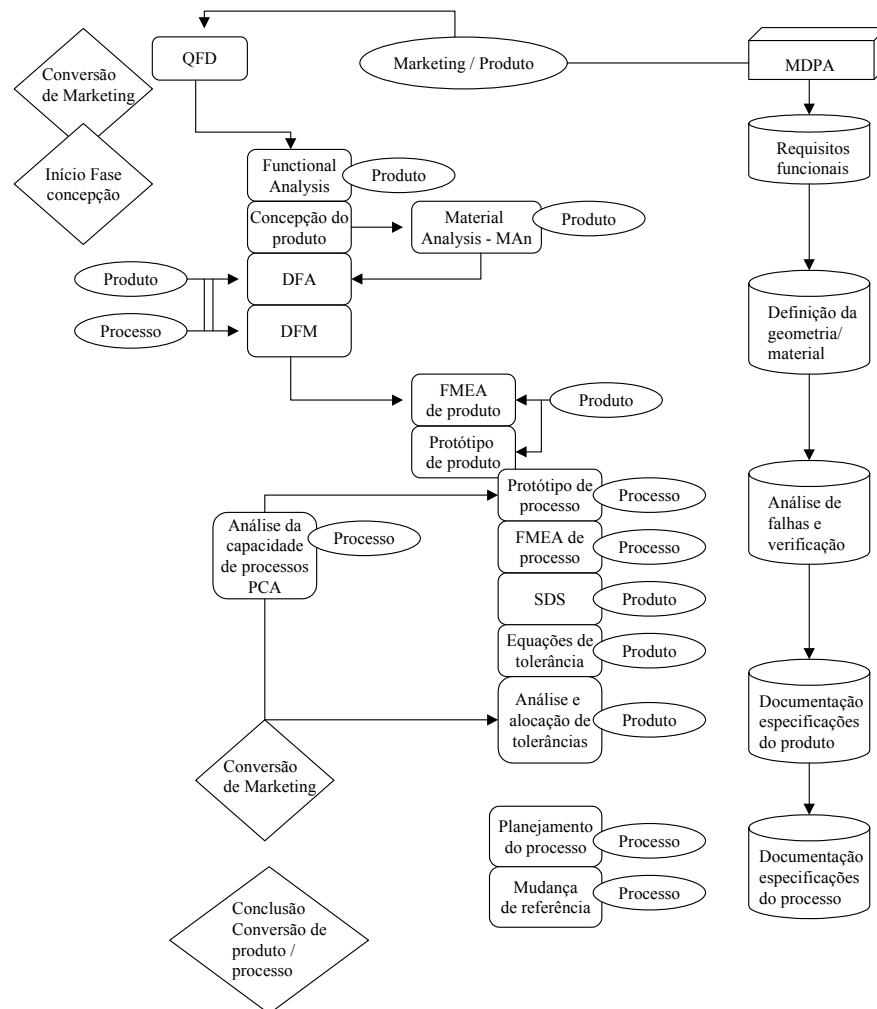 QFD
Marketing / Produto
MDPA
Conversão
de Marketing
Início Fase
concepção
Functional
Analysis
Produto
Requisitos
funcionais
Concepção do
produto
Material
Analysis - MAn
Produto
Produto
DFA
Processo
DFM
Definição da
geometria/
material
FMEA
de produto
Produto
Protótipo
de produto
Protótipo de
processo
Processo
Análise da
capacidade
de processos
PCA
Processo
FMEA de
processo
Processo
Análise de
falhas e
verificação
SDS
Produto
Equações de
tolerância
Produto
Análise e
alocação de
tolerâncias
Produto
Documentação
especificações
do produto
Conversão
de Marketing
Planejamento
do processo
Processo
Mudança
de referência
Processo
Documentação
especificações
do processo
Conclusão
Conversão de
produto /
processo